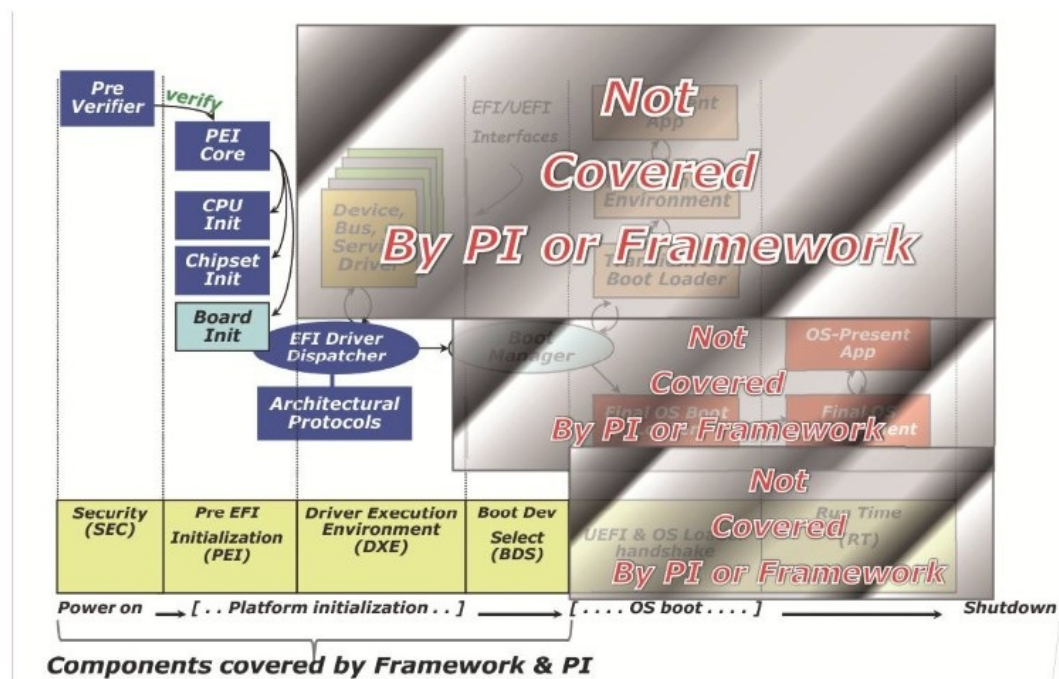 Pre
Verifier
verify
PEI
Core
CPU
Init
Chipset
Init
Board
Init
EFI Driver
Dispatcher
Architectural
Protocols
Device,
Bus,
Driver
EFI/UEFI
Interfaces
App
Environment
Boot Loader
Not
Covered
By PI or Framework
Boot
Manager
OS-Present
App
Final OS Boot
Final OS
Not
Covered
By PI or Framework
Not
Covered
By PI or Framework
Security
(SEC)
Pre EFI
Initialization
(PEI)
Driver Execution
Environment
(DXE)
Boot Dev
Select
(BDS)
UEFI & OS
handshake
Run Time
(RT)
Power on
[ . . Platform initialization . . ]
[ . . . . OS boot . . . . ]
Shutdown
Components covered by Framework & PI